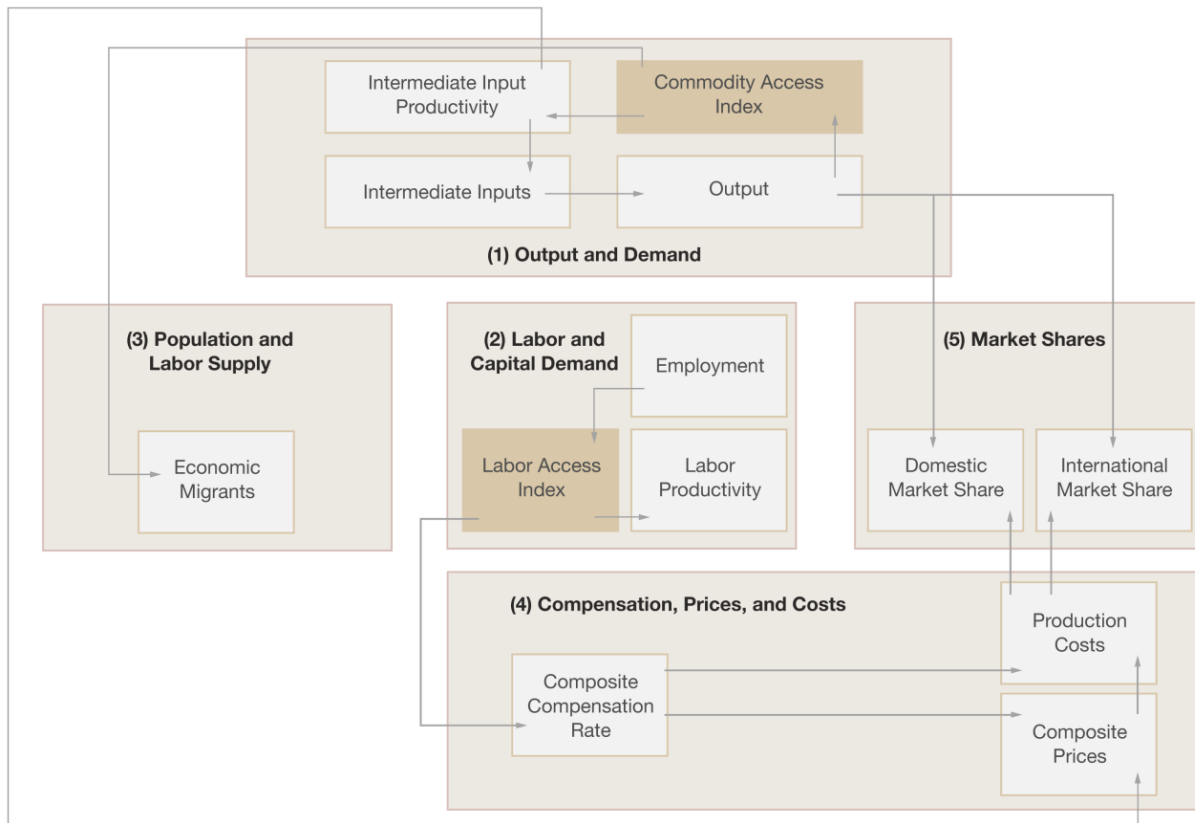 Intermediate Input
Productivity
Commodity Access
Index
Intermediate Inputs
Output
(1) Output and Demand
(3) Population and
Labor Supply
Economic
Migrants
(2) Labor and
Capital Demand
Employment
Labor Access
Index
Labor
Productivity
(5) Market Shares
Domestic
Market Share
International
Market Share
(4) Compensation, Prices, and Costs
Composite
Compensation
Rate
Production
Costs
Composite
Prices